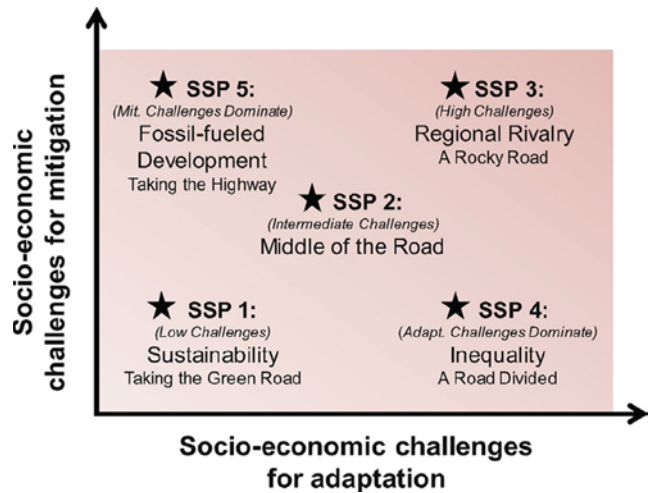 Socio-economic
challenges for mitigation
SSP 5:
(Mit. Challenges Dominate)
Fossil-fueled
Development
Taking the Highway
SSP 3:
(High Challenges)
Regional Rivalry
A Rocky Road
SSP 2:
(Intermediate Challenges)
Middle of the Road
SSP 1:
(Low Challenges)
Sustainability
Taking the Green Road
SSP 4:
(Adapt. Challenges Dominate)
Inequality
A Road Divided
Socio-economic challenges
for adaptation